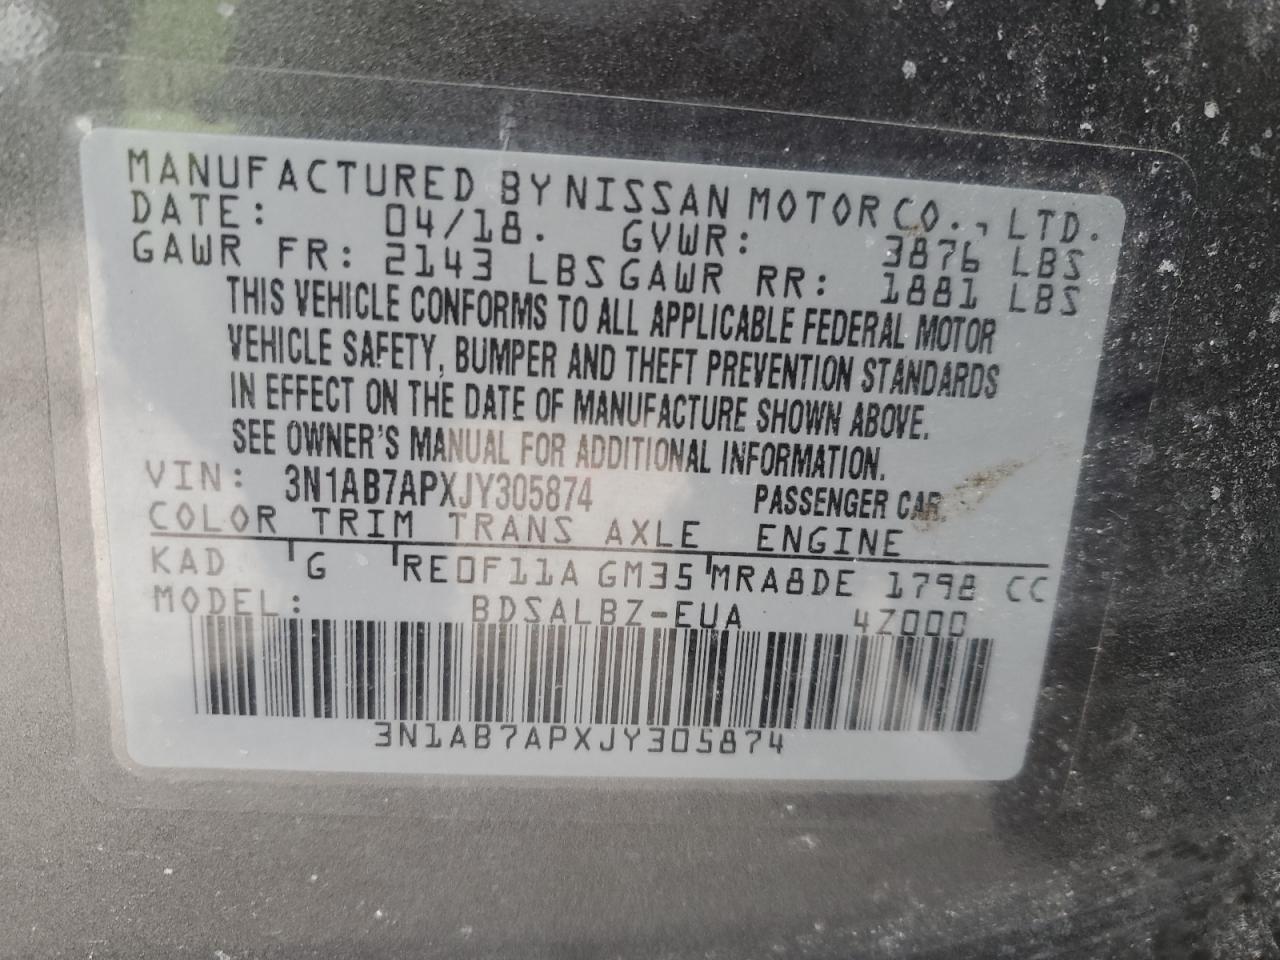 MANUFACTURED BY NISSAN MOTOR CO., LTD.
DATE: 04/18. GVWR: 3876 LBS
GAWR FR: 2143 LBS GAWR RR: 1881 LBS
THIS VEHICLE CONFORMS TO ALL APPLICABLE FEDERAL MOTOR
VEHICLE SAFETY, BUMPER AND THEFT PREVENTION STANDARDS
IN EFFECT ON THE DATE OF MANUFACTURE SHOWN ABOVE.
SEE OWNER'S MANUAL FOR ADDITIONAL INFORMATION.
VIN: 3N1AB7APXJY305874 PASSENGER CAR
COLOR TRIM TRANS AXLE ENGINE
KAD G RE0F11A GM35 MRA8DE 1798 CC
MODEL: BDSALBZ-EUA 4Z000
3N1AB7APXJY305874